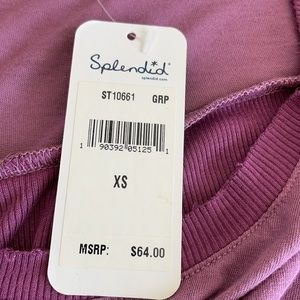 Splendid
splendid.com
ST10661 GRP
1 90392 05125 1
XS
MSRP: $64.00